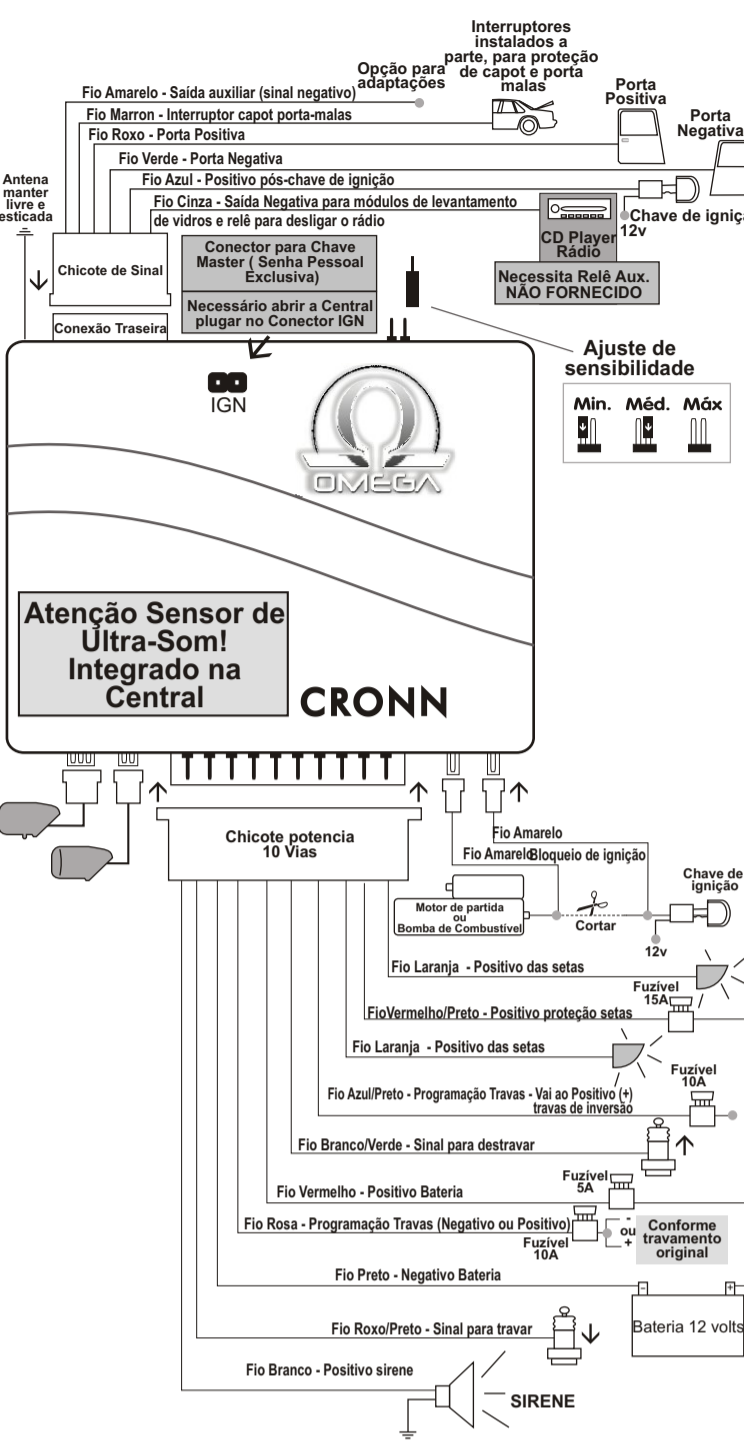 Interruptores
instalados a
parte, para proteção
de capot e porta
malas
Opção para
adaptações
Porta
Positiva
Porta
Negativa
Fio Amarelo - Saída auxiliar (sinal negativo)
Fio Marron - Interruptor capot porta-malas
Fio Roxo - Porta Positiva
Fio Verde - Porta Negativa
Fio Azul - Positivo pós-chave de ignição
Fio Cinza - Saída Negativa para módulos de levantamento
de vidros e relê para desligar o rádio
Antena
manter
livre e
esticada
Chave de igniçã
12v
CD Player
Rádio
Necessita Relê Aux.
NÃO FORNECIDO
Chicote de Sinal
Conector para Chave
Master ( Senha Pessoal
Exclusiva)
Necessário abrir a Central
plugar no Conector IGN
Conexão Traseira
Ajuste de
sensibilidade
Min. Méd. Máx
IGN
OMEGA
Atenção Sensor de
Ultra-Som!
Integrado na
Central
CRONN
Chicote potencia
10 Vias
Fio Amarelo
Fio Amarelo
Bloqueio de ignição
Chave de
ignição
Motor de partida
ou
Bomba de Combustível
Cortar
12v
Fio Laranja - Positivo das setas
Fuzível
15A
FioVermelho/Preto - Positivo proteção setas
Fio Laranja - Positivo das setas
Fuzível
10A
Fio Azul/Preto - Programação Travas - Vai ao Positivo (+)
travas de inversão
Fio Branco/Verde - Sinal para destravar
Fuzível
5A
Fio Vermelho - Positivo Bateria
Fio Rosa - Programação Travas (Negativo ou Positivo)
Fuzível
10A
-
ou
+
Conforme
travamento
original
Fio Preto - Negativo Bateria
- +
Bateria 12 volts
Fio Roxo/Preto - Sinal para travar
Fio Branco - Positivo sirene
SIRENE